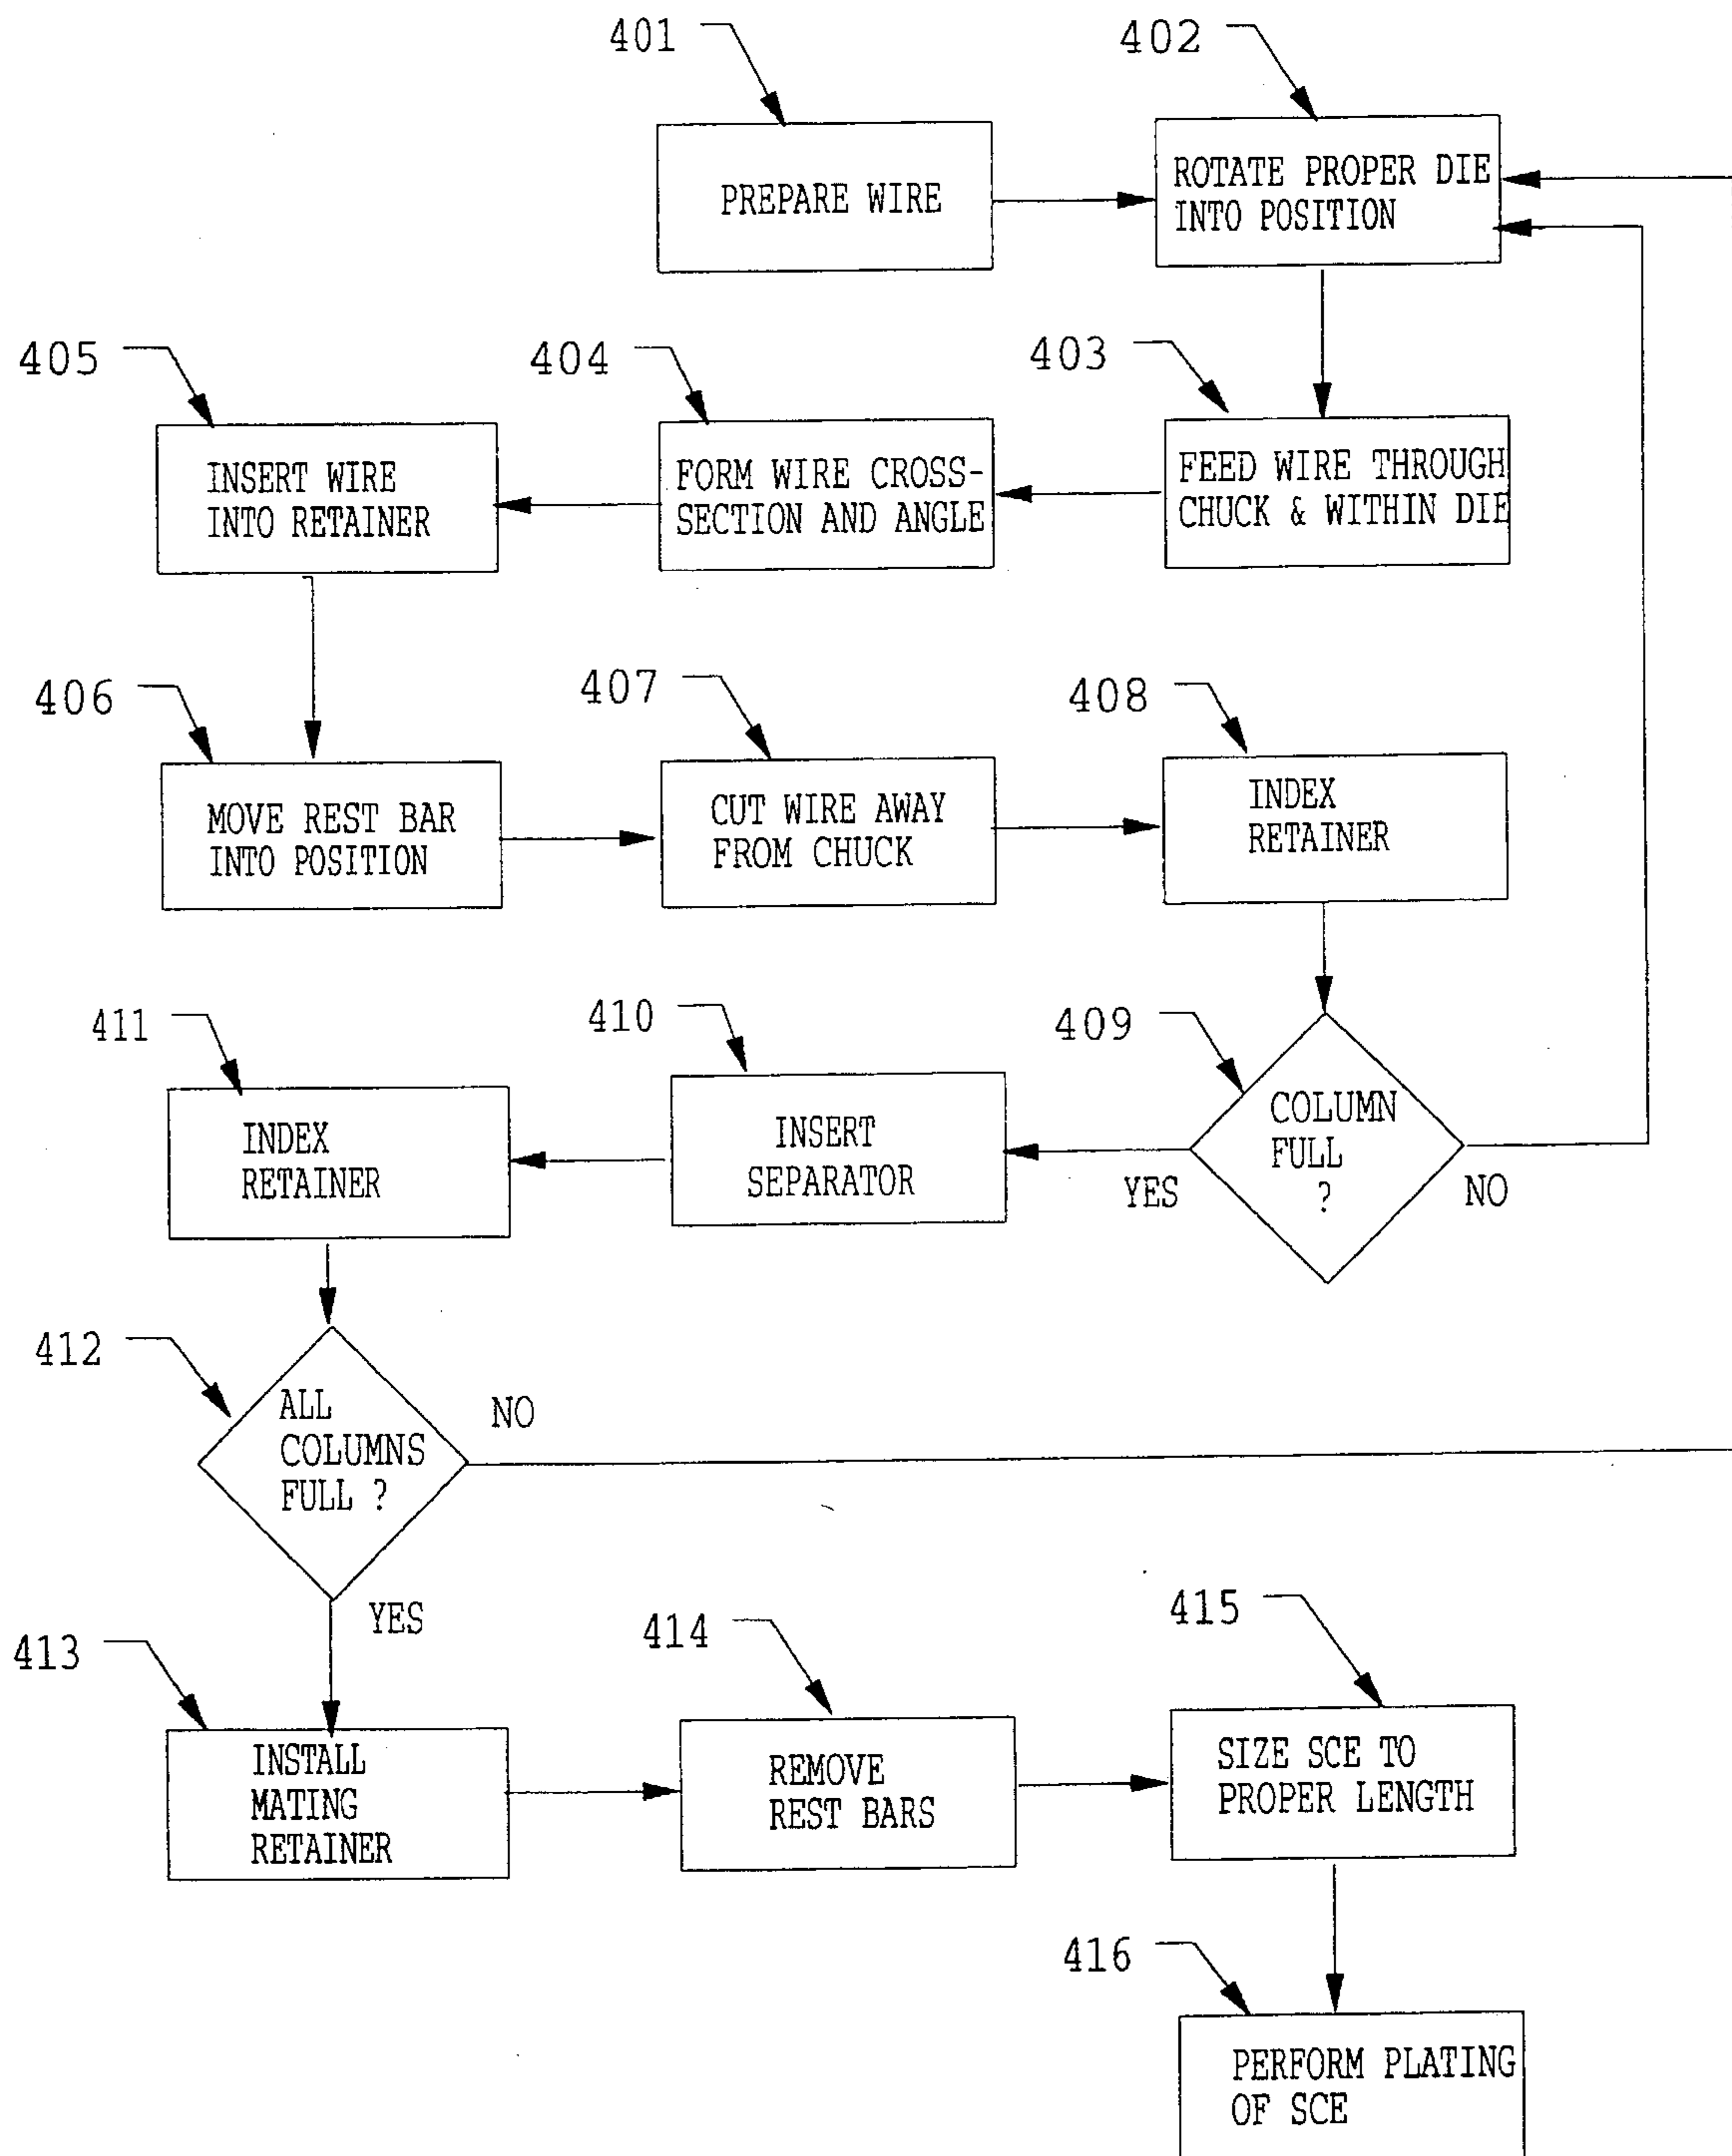 401
402
PREPARE WIRE
ROTATE PROPER DIE
INTO POSITION
405
404
403
INSERT WIRE
INTO RETAINER
FORM WIRE CROSS-
SECTION AND ANGLE
FEED WIRE THROUGH
CHUCK & WITHIN DIE
406
407
408
MOVE REST BAR
INTO POSITION
CUT WIRE AWAY
FROM CHUCK
INDEX
RETAINER
411
410
409
INDEX
RETAINER
INSERT
SEPARATOR
COLUMN
FULL
?
YES
NO
412
ALL
COLUMNS
FULL ?
NO
YES
413
414
415
INSTALL
MATING
RETAINER
REMOVE
REST BARS
SIZE SCE TO
PROPER LENGTH
416
PERFORM PLATING
OF SCE